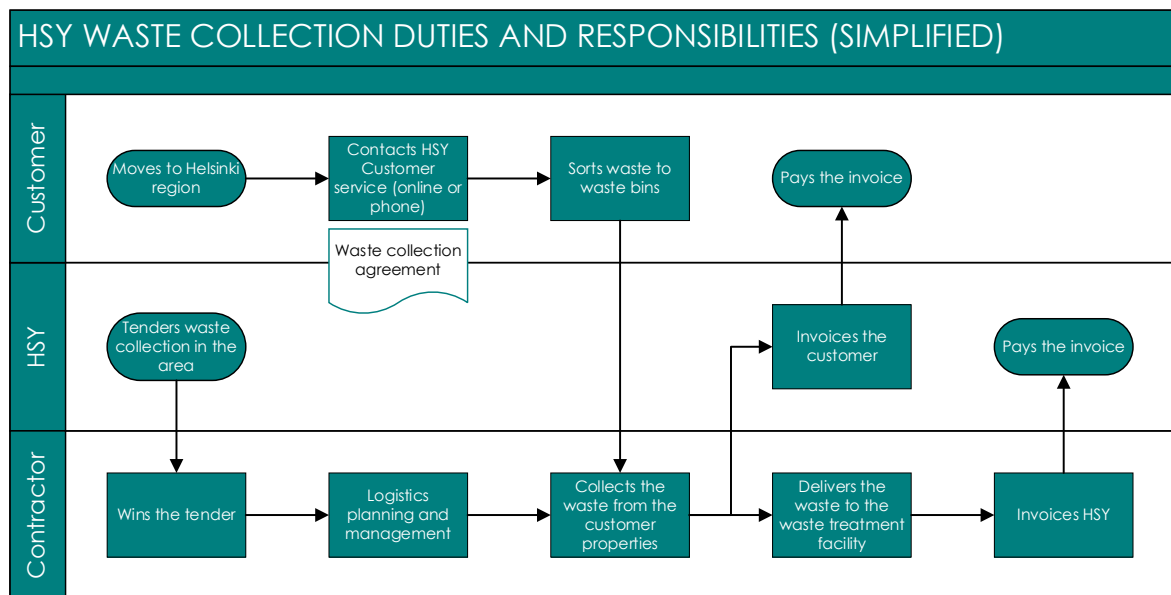 HSY WASTE COLLECTION DUTIES AND RESPONSIBILITIES (SIMPLIFIED)
Customer
Moves to Helsinki
region
Contacts HSY
Customer
service (online or
phone)
Sorts waste to
waste bins
Pays the invoice
Waste collection
agreement
HSY
Tenders waste
collection in the
area
Invoices the
customer
Pays the invoice
Contractor
Wins the tender
Logistics
planning and
management
Collects the
waste from the
customer
properties
Delivers the
waste to the
waste treatment
facility
Invoices HSY